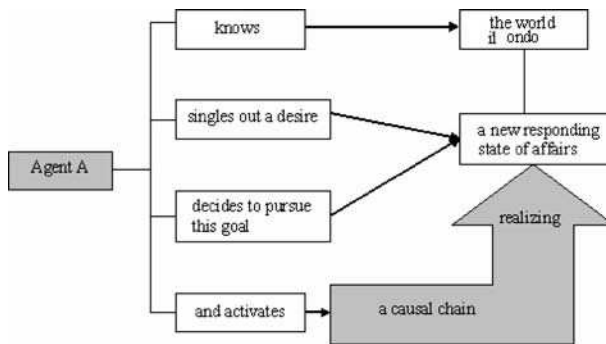 knows
the world
il ondo
singles out a desire
a new responding
state of affairs
Agent A
decides to pursue
this goal
realizing
and activates
a causal chain